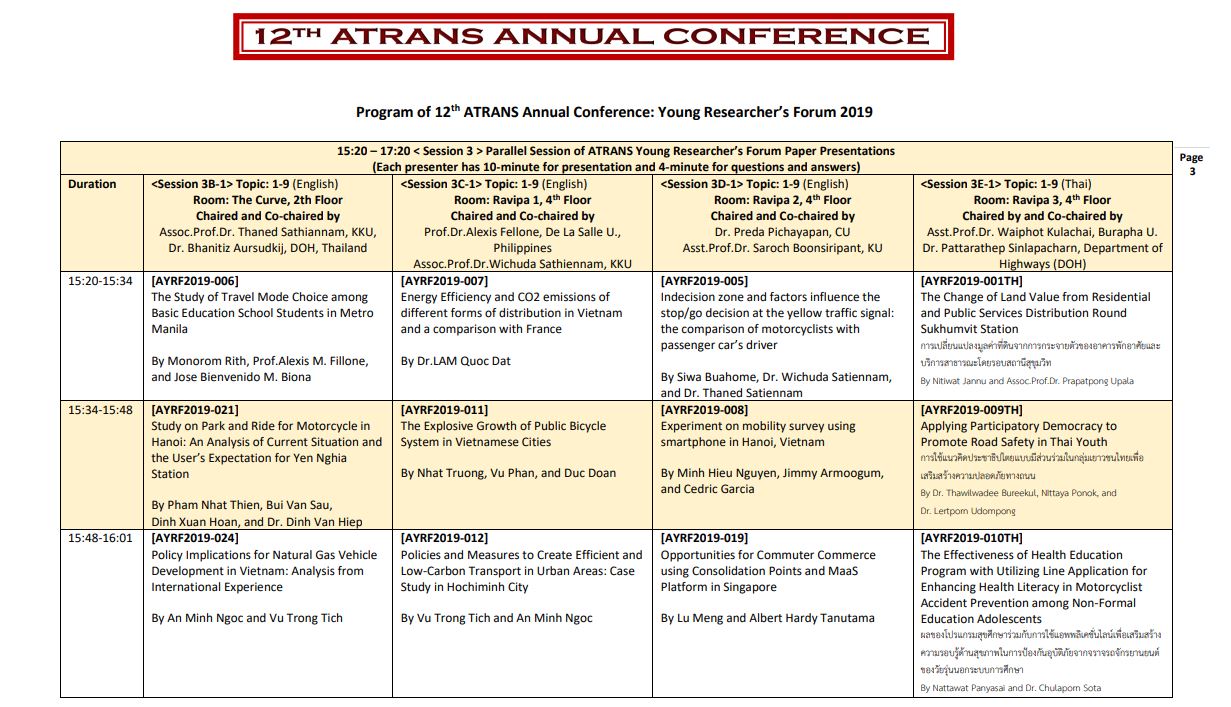 12TH ATRANS ANNUAL CONFERENCE
Program of 12th ATRANS Annual Conference: Young Researcher's Forum 2019
15:20 – 17:20 < Session 3 > Parallel Session of ATRANS Young Researcher's Forum Paper Presentations
(Each presenter has 10-minute for presentation and 4-minute for questions and answers)
Page
3
Duration
<Session 3B-1> Topic: 1-9 (English)
Room: The Curve, 2th Floor
Chaired and Co-chaired by
Assoc.Prof.Dr. Thaned Sathiannam, KKU,
Dr. Bhanitiz Aursudkij, DOH, Thailand
<Session 3C-1> Topic: 1-9 (English)
Room: Ravipa 1, 4th Floor
Chaired and Co-chaired by
Prof.Dr.Alexis Fellone, De La Salle U.,
Philippines
Assoc.Prof.Dr.Wichuda Sathiennam, KKU
<Session 3D-1> Topic: 1-9 (English)
Room: Ravipa 2, 4th Floor
Chaired and Co-chaired by
Dr. Preda Pichayapan, CU
Asst.Prof.Dr. Saroch Boonsiripant, KU
<Session 3E-1> Topic: 1-9 (Thai)
Room: Ravipa 3, 4th Floor
Chaired by and Co-chaired by
Asst.Prof.Dr. Waiphot Kulachai, Burapha U.
Dr. Pattarathep Sinlapacharn, Department of
Highways (DOH)
15:20-15:34
[AYRF2019-006]
The Study of Travel Mode Choice among
Basic Education School Students in Metro
Manila
By Monorom Rith, Prof.Alexis M. Fillone,
and Jose Bienvenido M. Biona
[AYRF2019-007]
Energy Efficiency and CO2 emissions of
different forms of distribution in Vietnam
and a comparison with France
By Dr.LAM Quoc Dat
[AYRF2019-005]
Indecision zone and factors influence the
stop/go decision at the yellow traffic signal:
the comparison of motorcyclists with
passenger car's driver
By Siwa Buahome, Dr. Wichuda Satiennam,
and Dr. Thaned Satiennam
[AYRF2019-001TH]
The Change of Land Value from Residential
and Public Services Distribution Round
Sukhumvit Station
การเปลี่ยนแปลงมูลค่าที่ดินจากการกระจายตัวของอาคารพักอาศัยและ
บริการสาธารณะโดยรอบสถานีสุขุมวิท
By Nitiwat Jannu and Assoc.Prof.Dr. Prapatpong Upala
15:34-15:48
[AYRF2019-021]
Study on Park and Ride for Motorcycle in
Hanoi: An Analysis of Current Situation and
the User's Expectation for Yen Nghia
Station
By Pham Nhat Thien, Bui Van Sau,
Dinh Xuan Hoan, and Dr. Dinh Van Hiep
[AYRF2019-011]
The Explosive Growth of Public Bicycle
System in Vietnamese Cities
By Nhat Truong, Vu Phan, and Duc Doan
[AYRF2019-008]
Experiment on mobility survey using
smartphone in Hanoi, Vietnam
By Minh Hieu Nguyen, Jimmy Armoogum,
and Cedric Garcia
[AYRF2019-009TH]
Applying Participatory Democracy to
Promote Road Safety in Thai Youth
การใช้แนวคิดประชาธิปไตยแบบมีส่วนร่วมในกลุ่มเยาวชนไทยเพื่อ
เสริมสร้างความปลอดภัยทางถนน
By Dr. Thawilwadee Bureekul, NIttaya Ponok, and
Dr. Lertporn Udompong
15:48-16:01
[AYRF2019-024]
Policy Implications for Natural Gas Vehicle
Development in Vietnam: Analysis from
International Experience
By An Minh Ngoc and Vu Trong Tich
[AYRF2019-012]
Policies and Measures to Create Efficient and
Low-Carbon Transport in Urban Areas: Case
Study in Hochiminh City
By Vu Trong Tich and An Minh Ngoc
[AYRF2019-019]
Opportunities for Commuter Commerce
using Consolidation Points and MaaS
Platform in Singapore
By Lu Meng and Albert Hardy Tanutama
[AYRF2019-010TH]
The Effectiveness of Health Education
Program with Utilizing Line Application for
Enhancing Health Literacy in Motorcyclist
Accident Prevention among Non-Formal
Education Adolescents
ผลของโปรแกรมสุขศึกษาร่วมกับการใช้แอพพลิเคชั่นไลน์เพื่อเสริมสร้าง
ความรอบรู้ด้านสุขภาพในการป้องกันอุบัติภัยจากจราจรถจักรยานยนต์
ของวัยรุ่นนอกระบบการศึกษา
By Nattawat Panyasai and Dr. Chulaporn Sota